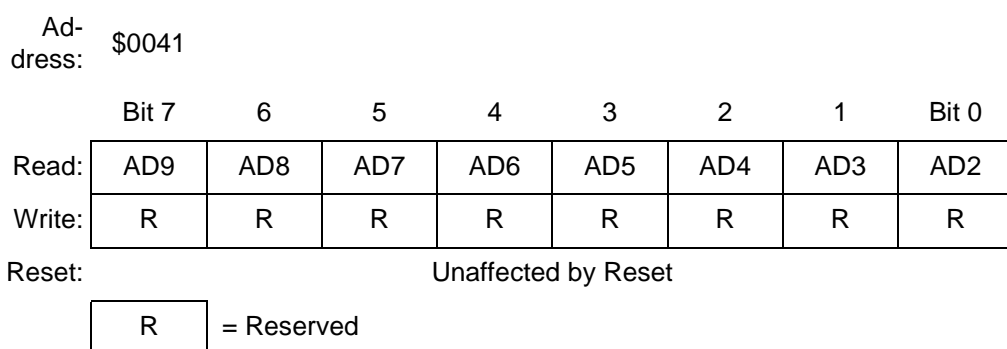 Ad-
dress: $0041
Bit 7 6 5 4 3 2 1 Bit 0
Read: AD9 AD8 AD7 AD6 AD5 AD4 AD3 AD2
Write: R R R R R R R R
Reset: Unaffected by Reset
R = Reserved